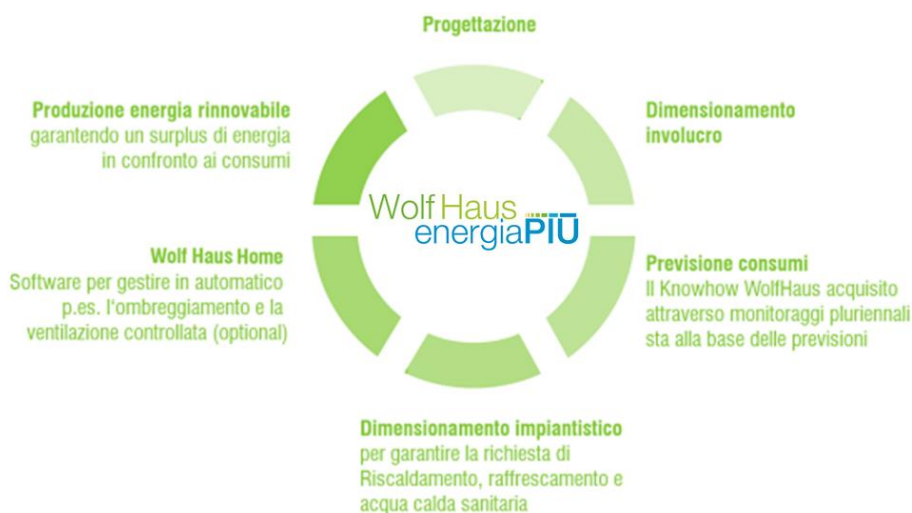 Progettazione
Dimensionamento
involucro
Previsione consumi
Il Knowhow WolfHaus acquisito
attraverso monitoraggi pluriennali
sta alla base delle previsioni
Dimensionamento impiantistico
per garantire la richiesta di
Riscaldamento, raffrescamento e
acqua calda sanitaria
Wolf Haus Home
Software per gestire in automatico
p.es. l'ombreggiamento e la
ventilazione controllata (optional)
Produzione energia rinnovabile
garantendo un surplus di energia
in confronto ai consumi
Wolf Haus
energiaPIÙ